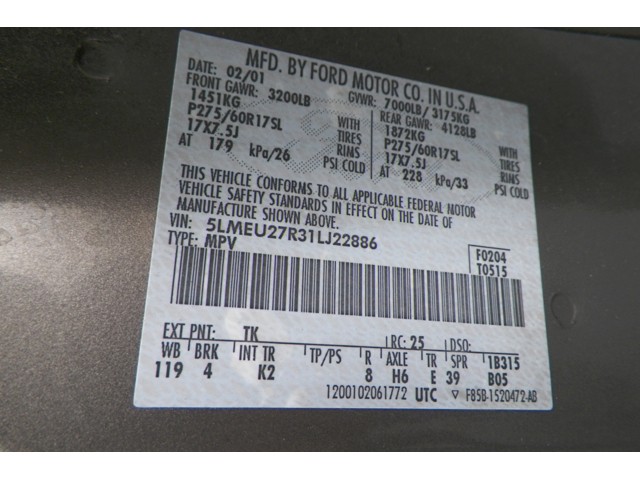 MFD. BY FORD MOTOR CO. IN U.S.A.
DATE: 02/01 GVWR: 7000LB/ 3175KG
FRONT GAWR: 3200LB REAR GAWR: 4128LB
1451KG WITH 1872KG WITH
P275/60R17SL TIRES P275/60R17SL TIRES
17X7.5J RIMS 17X7.5J RIMS
AT 179 kPa/26 PSI COLD AT 228 kPa/33 PSI COLD
THIS VEHICLE CONFORMS TO ALL APPLICABLE FEDERAL MOTOR
VEHICLE SAFETY STANDARDS IN EFFECT ON THE DATE OF
MANUFACTURE SHOWN ABOVE.
VIN: 5LMEU27R31LJ22886
TYPE: MPV
F0204
T0515
EXT PNT: TK RC: 25 DSO:
WB BRK INT TR TP/PS R AXLE TR SPR 1B315
119 4 K2 8 H6 E 39 B05
1200102061772 UTC ▽ F85B-1520472-AB